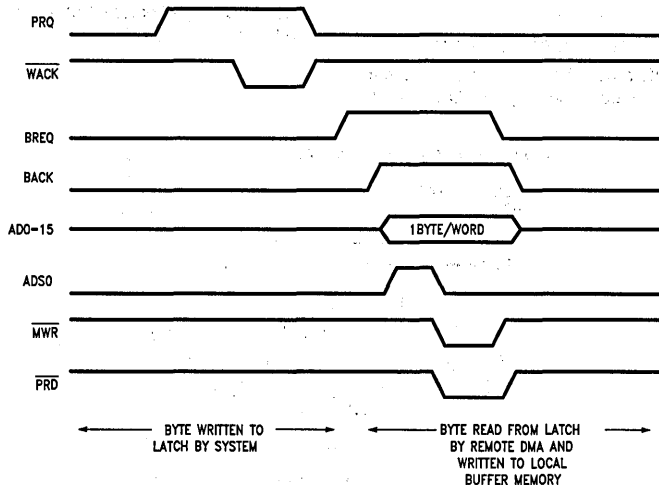 PRQ
WACK
BREQ
BACK
AD0-15
1BYTE/WORD
ADS0
MWR
PRD
BYTE WRITTEN TO
LATCH BY SYSTEM
BYTE READ FROM LATCH
BY REMOTE DMA AND
WRITTEN TO LOCAL
BUFFER MEMORY